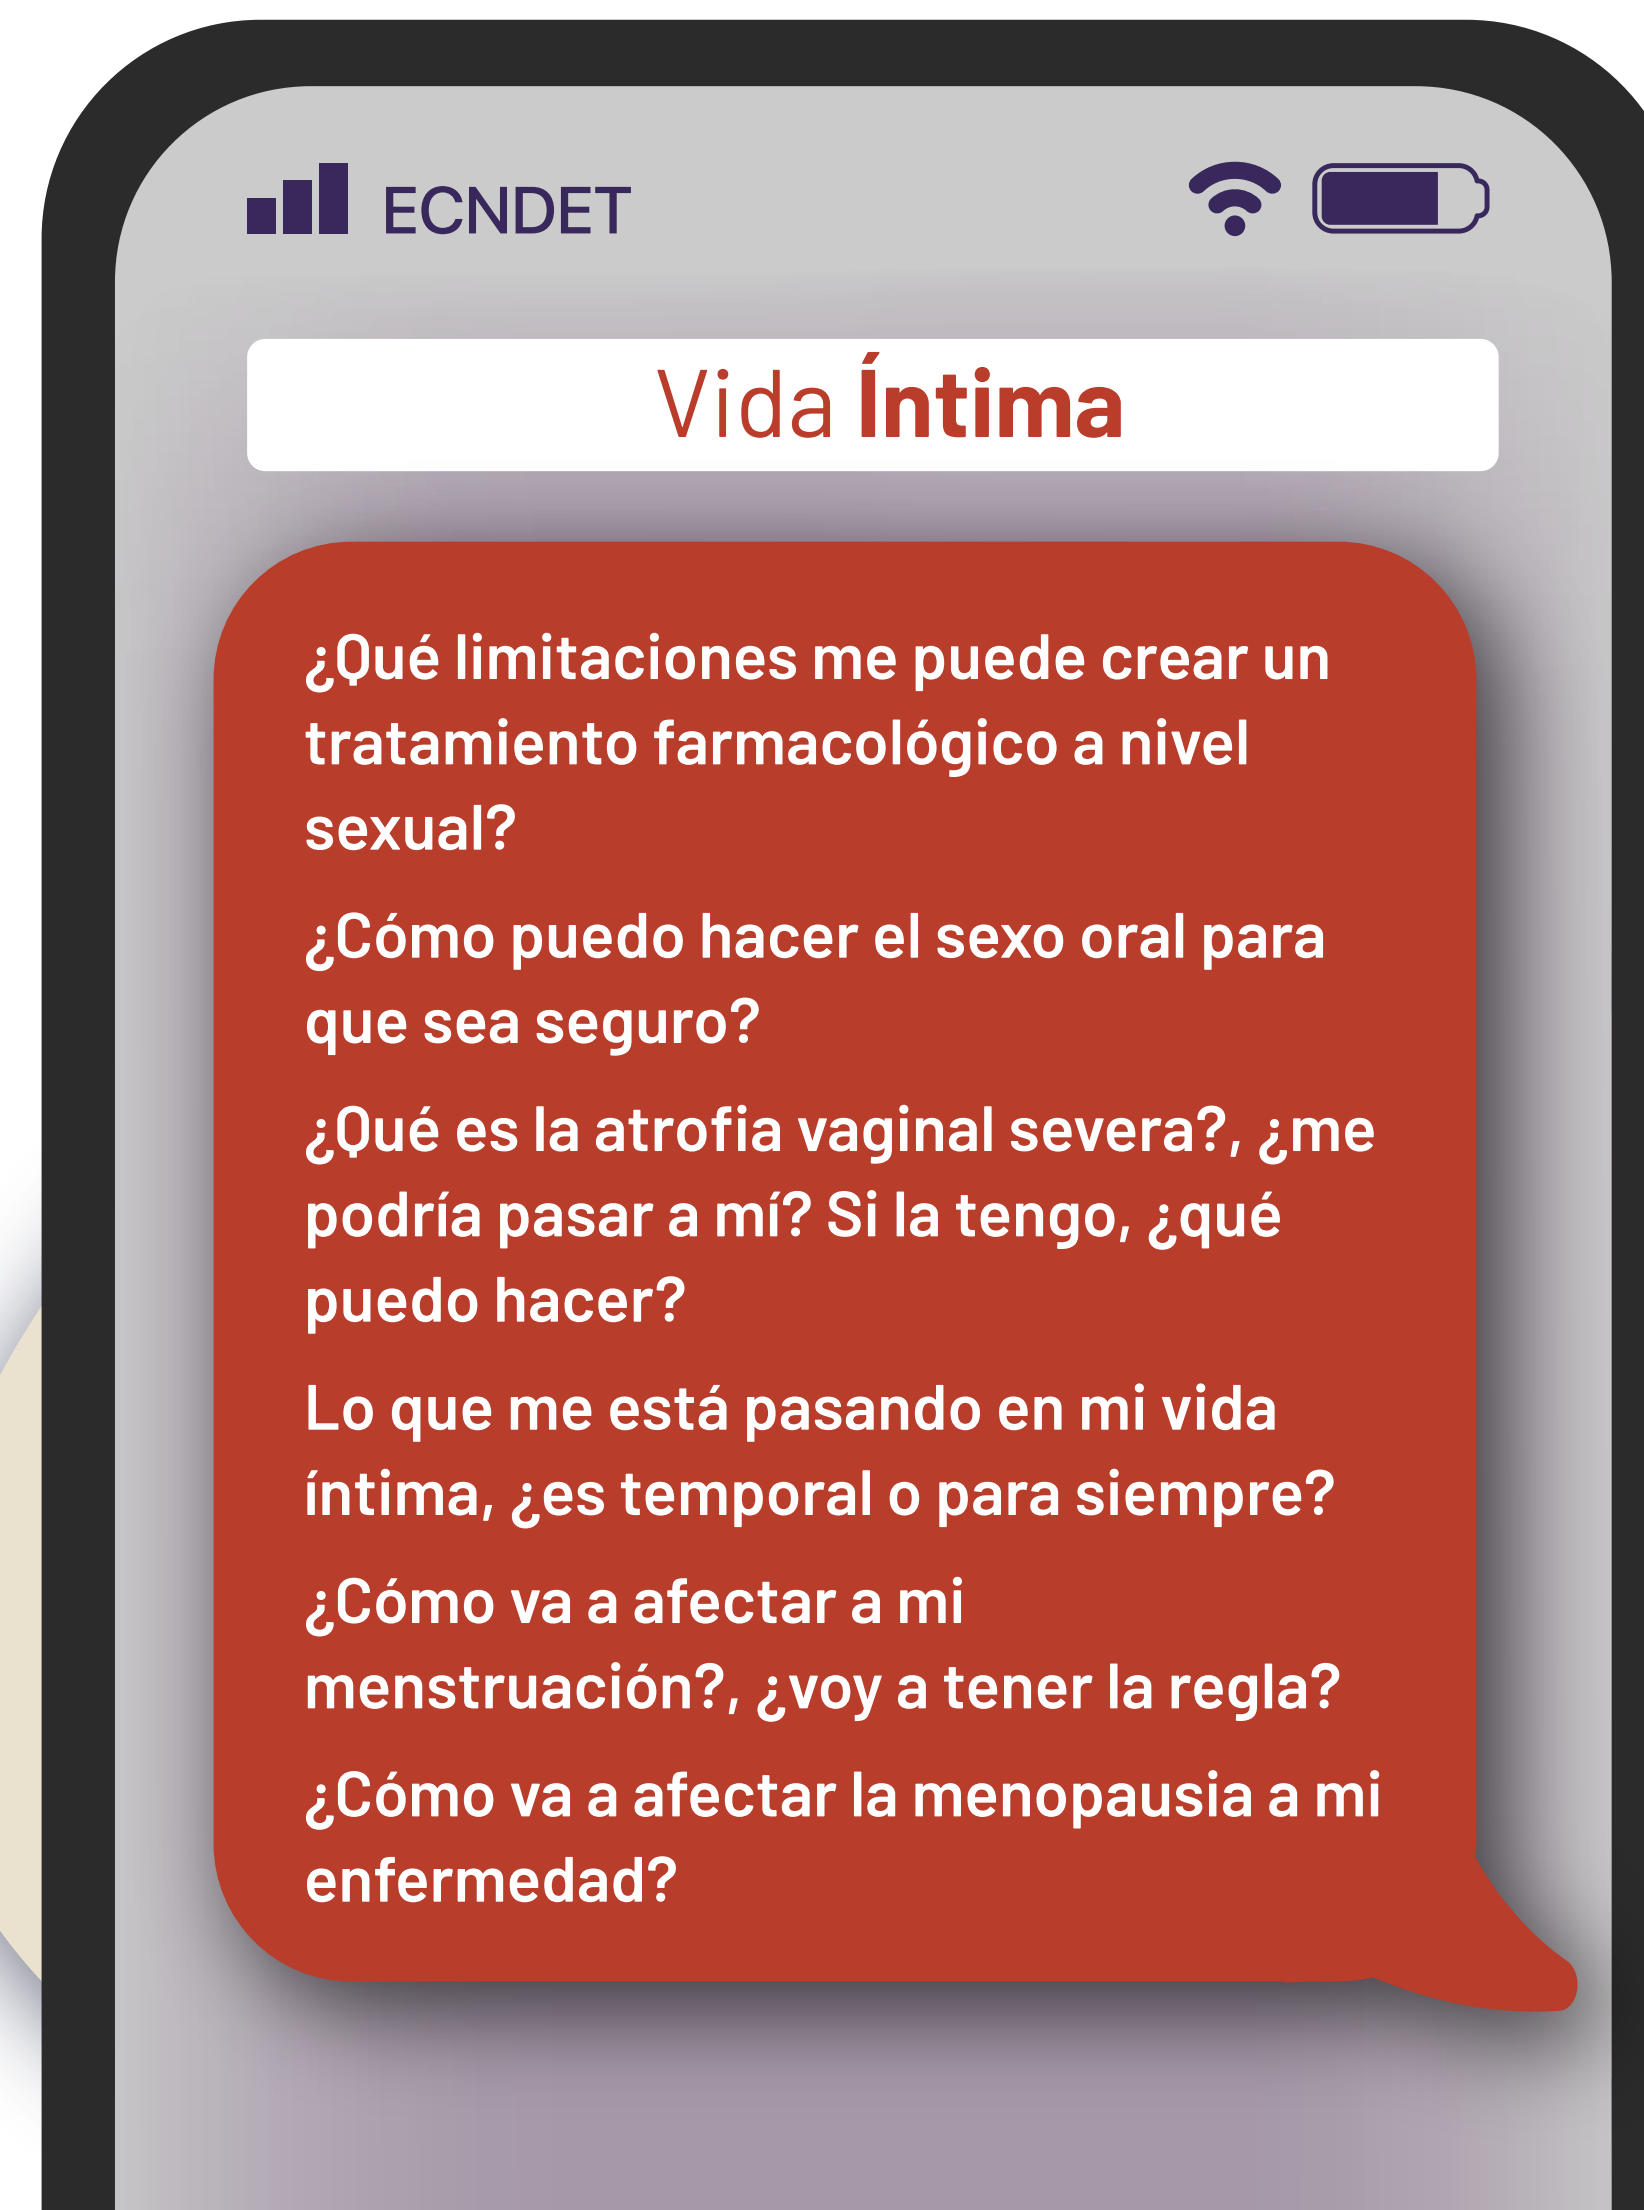 ECNDET
Vida Íntima
¿Qué limitaciones me puede crear un
tratamiento farmacológico a nivel
sexual?
¿Cómo puedo hacer el sexo oral para
que sea seguro?
¿Qué es la atrofia vaginal severa?, ¿me
podría pasar a mí? Si la tengo, ¿qué
puedo hacer?
Lo que me está pasando en mi vida
íntima, ¿es temporal o para siempre?
¿Cómo va a afectar a mi
menstruación?, ¿voy a tener la regla?
¿Cómo va a afectar la menopausia a mi
enfermedad?